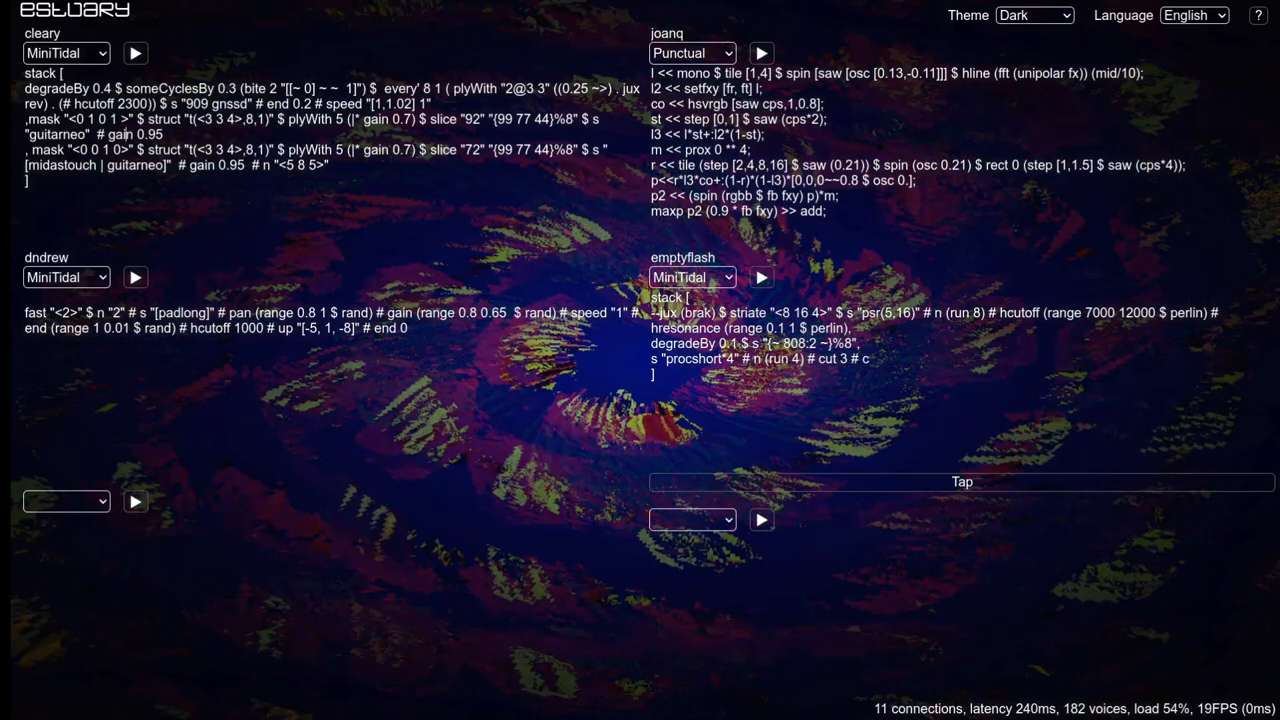 estuary
Theme Dark Language English ?
cleary
MiniTidal
stack [
degradeBy 0.4 $ someCyclesBy 0.3 (bite 2 "[[~ 0] ~ ~  1]") $  every' 8 1 ( plyWith "2@3 3" ((0.25 ~>) . jux
rev) . (# hcutoff 2300)) $ s "909 gnssd" # end 0.2 # speed "[1,1.02] 1"
,mask "<0 1 0 1 >" $ struct "t(<3 3 4>,8,1)" $ plyWith 5 (|* gain 0.7) $ slice "92" "{99 77 44}%8" $ s
"guitarneo"  # gain 0.95
, mask "<0 0 1 0>" $ struct "t(<3 3 4>,8,1)" $ plyWith 5 (|* gain 0.7) $ slice "72" "{99 77 44}%8" $ s "
[midastouch | guitarneo]"  # gain 0.95  # n "<5 8 5>"
]
joanq
Punctual
l << mono $ tile [1,4] $ spin [saw [osc [0.13,-0.11]]] $ hline (fft (unipolar fx)) (mid/10);
l2 << setfxy [fr, ft] l;
co << hsvrgb [saw cps,1,0.8];
st << step [0,1] $ saw (cps*2);
l3 << l*st+:l2*(1-st);
m << prox 0 ** 4;
r << tile (step [2,4,8,16] $ saw (0.21)) $ spin (osc 0.21) $ rect 0 (step [1,1.5] $ saw (cps*4));
p<<r*l3*co+:(1-r)*(1-l3)*[0,0,0~~0.8 $ osc 0.];
p2 << (spin (rgbb $ fb fxy) p)*m;
maxp p2 (0.9 * fb fxy) >> add;
dndrew
MiniTidal
fast "<2>" $ n "2" # s "[padlong]" # pan (range 0.8 1 $ rand) # gain (range 0.8 0.65  $ rand) # speed "1" #
end (range 1 0.01 $ rand) # hcutoff 1000 # up "[-5, 1, -8]" # end 0
emptyflash
MiniTidal
stack [
--jux (brak) $ striate "<8 16 4>" $ s "psr(5,16)" # n (run 8) # hcutoff (range 7000 12000 $ perlin) #
hresonance (range 0.1 1 $ perlin),
degradeBy 0.1 $ s "{~ 808:2 ~}%8",
s "procshort*4" # n (run 4) # cut 3 # c
]
Tap
11 connections, latency 240ms, 182 voices, load 54%, 19FPS (0ms)